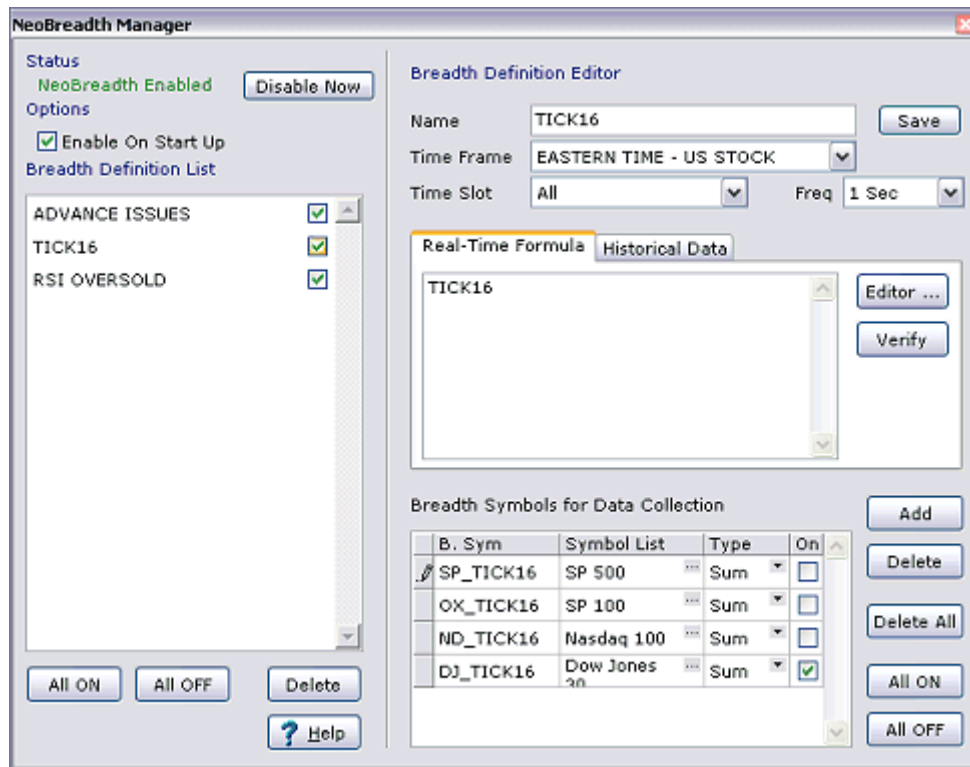 NeoBreadth Manager
Status
NeoBreadth Enabled
Disable Now
Options
Enable On Start Up
Breadth Definition List
ADVANCE ISSUES
TICK16
RSI OVERSOLD
All ON
All OFF
Delete
? Help
Breadth Definition Editor
Name TICK16 Save
Time Frame EASTERN TIME - US STOCK
Time Slot All Freq 1 Sec
Real-Time Formula Historical Data
TICK16
Editor ...
Verify
Breadth Symbols for Data Collection
B. Sym Symbol List Type On
SP_TICK16 SP 500 ... Sum
OX_TICK16 SP 100 ... Sum
ND_TICK16 Nasdaq 100 ... Sum
DJ_TICK16 Dow Jones 30 ... Sum
Add
Delete
Delete All
All ON
All OFF